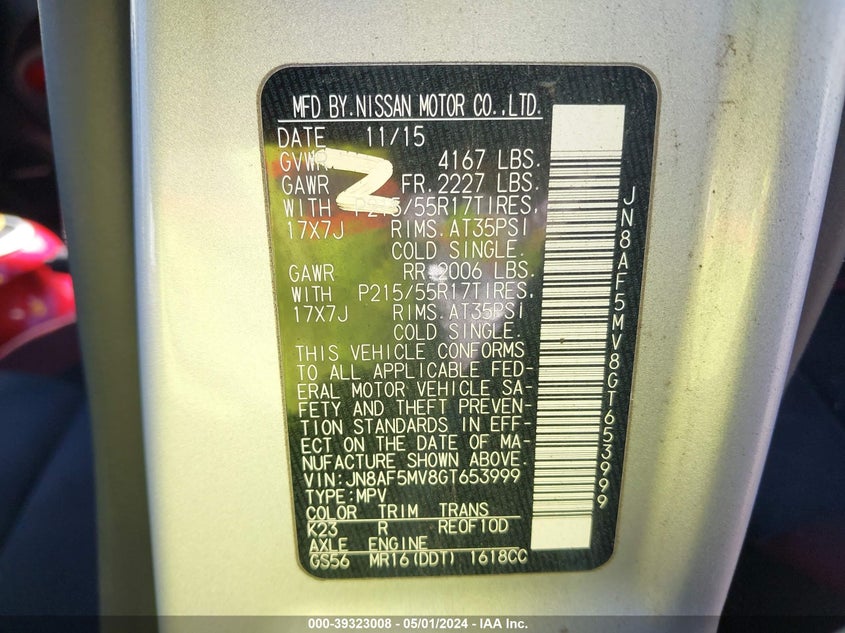 MFD BY.NISSAN MOTOR CO.,LTD.
DATE 11/15
GVWR 4167 LBS.
GAWR FR. 2227 LBS.
WITH P215/55R17TIRES,
17X7J RIMS. AT35PSI
COLD SINGLE.
GAWR RR. 2006 LBS.
WITH P215/55R17TIRES,
17X7J RIMS. AT35PSI
COLD SINGLE.
THIS VEHICLE CONFORMS
TO ALL APPLICABLE FED-
ERAL MOTOR VEHICLE SA-
FETY AND THEFT PREVEN-
TION STANDARDS IN EFF-
ECT ON THE DATE OF MA-
NUFACTURE SHOWN ABOVE.
VIN:JN8AF5MV8GT653999
TYPE:MPV
COLOR TRIM TRANS
K23 R RE0F10D
AXLE ENGINE
GS56 MR16(DDT) 1618CC
JN8AF5MV8GT653999
000-39323008 - 05/01/2024 - IAA Inc.